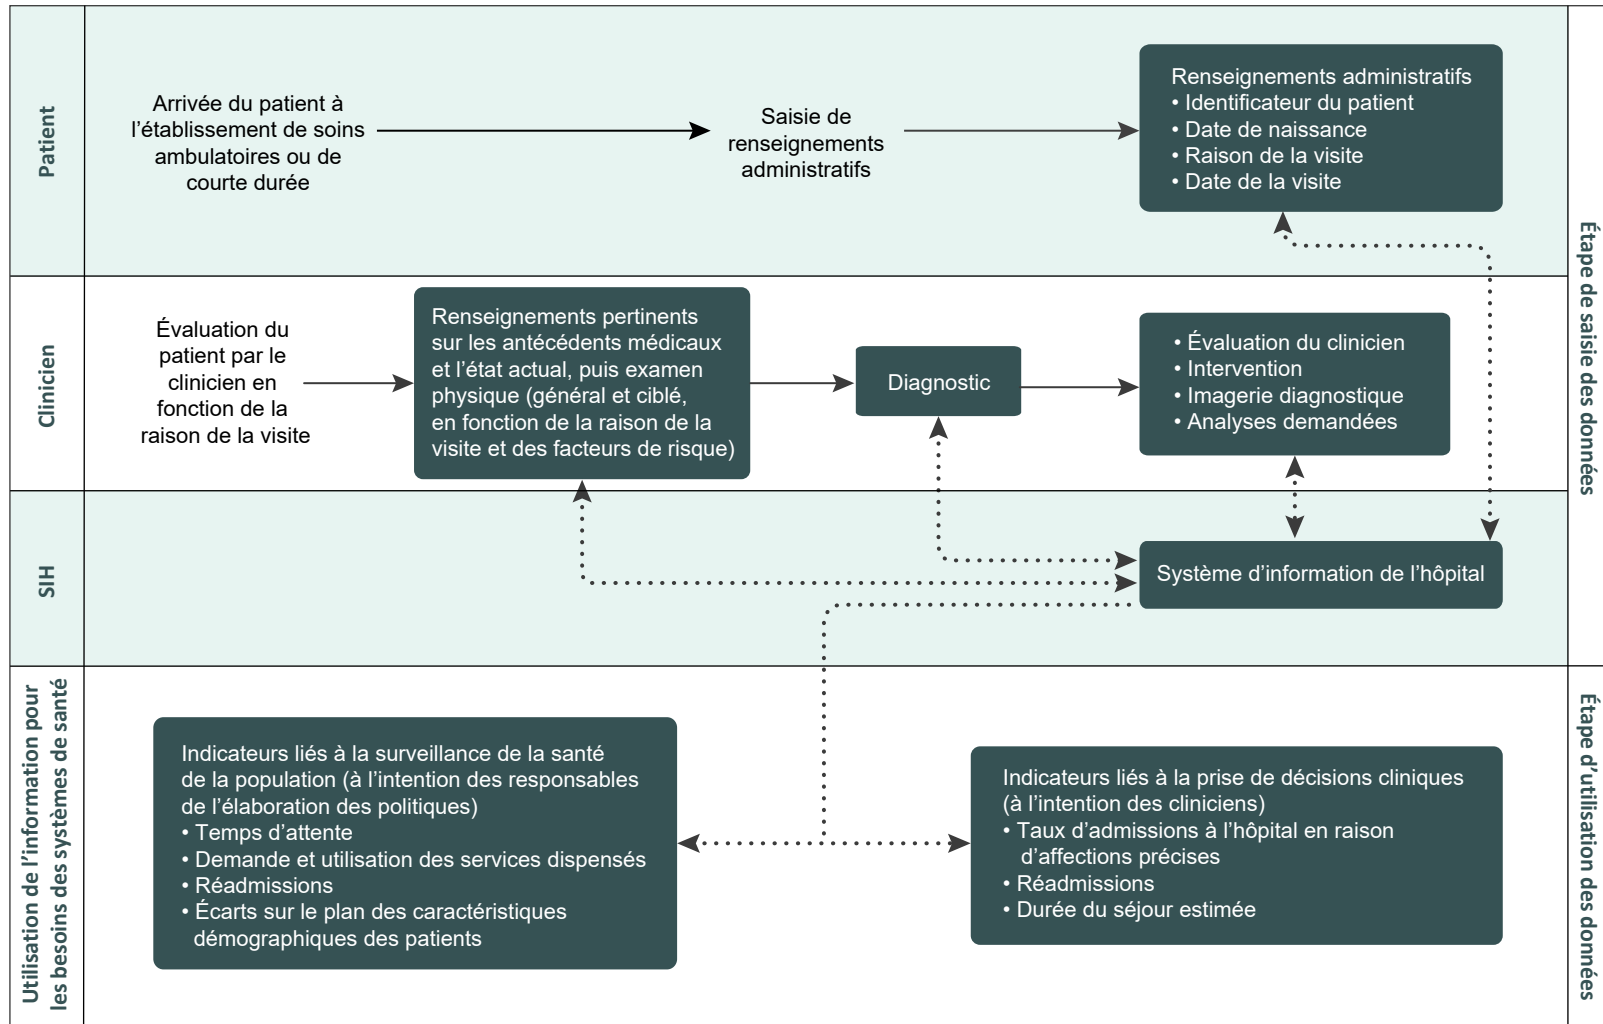 Patient
Arrivée du patient à
l’établissement de soins
ambulatoires ou de
courte durée
Saisie de
renseignements
administratifs
Renseignements administratifs
• Identificateur du patient
• Date de naissance
• Raison de la visite
• Date de la visite
Étape de saisie des données
Clinicien
Évaluation du
patient par le
clinicien en
fonction de la
raison de la visite
Renseignements pertinents
sur les antécédents médicaux
et l’état actual, puis examen
physique (général et ciblé,
en fonction de la raison de la
visite et des facteurs de risque)
Diagnostic
• Évaluation du clinicien
• Intervention
• Imagerie diagnostique
• Analyses demandées
SIH
Système d’information de l’hôpital
Utilisation de l’information pour
les besoins des systèmes de santé
Indicateurs liés à la surveillance de la santé
de la population (à l’intention des responsables
de l’élaboration des politiques)
• Temps d’attente
• Demande et utilisation des services dispensés
• Réadmissions
• Écarts sur le plan des caractéristiques
démographiques des patients
Indicateurs liés à la prise de décisions cliniques
(à l’intention des cliniciens)
• Taux d’admissions à l’hôpital en raison
d’affections précises
• Réadmissions
• Durée du séjour estimée
Étape d’utilisation des données